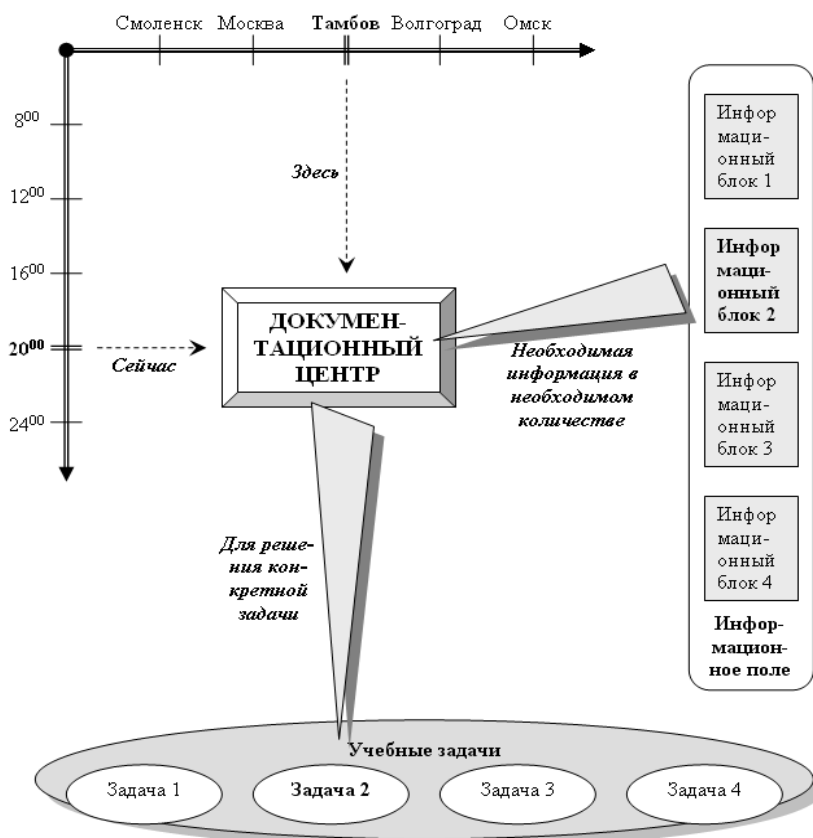 Смоленск Москва Тамбов Волгоград Омск
8⁰⁰
12⁰⁰
16⁰⁰
20⁰⁰
24⁰⁰
Здесь
Сейчас
ДОКУМЕН-
ТАЦИОННЫЙ
ЦЕНТР
Необходимая
информация в
необходимом
количестве
Для реше-
ния кон-
кретной
задачи
Инфор
маци-
онный
блок 1
Инфор
маци-
онный
блок 2
Инфор
маци-
онный
блок 3
Инфор
маци-
онный
блок 4
Инфор-
мацион-
ное поле
Учебные задачи
Задача 1 Задача 2 Задача 3 Задача 4